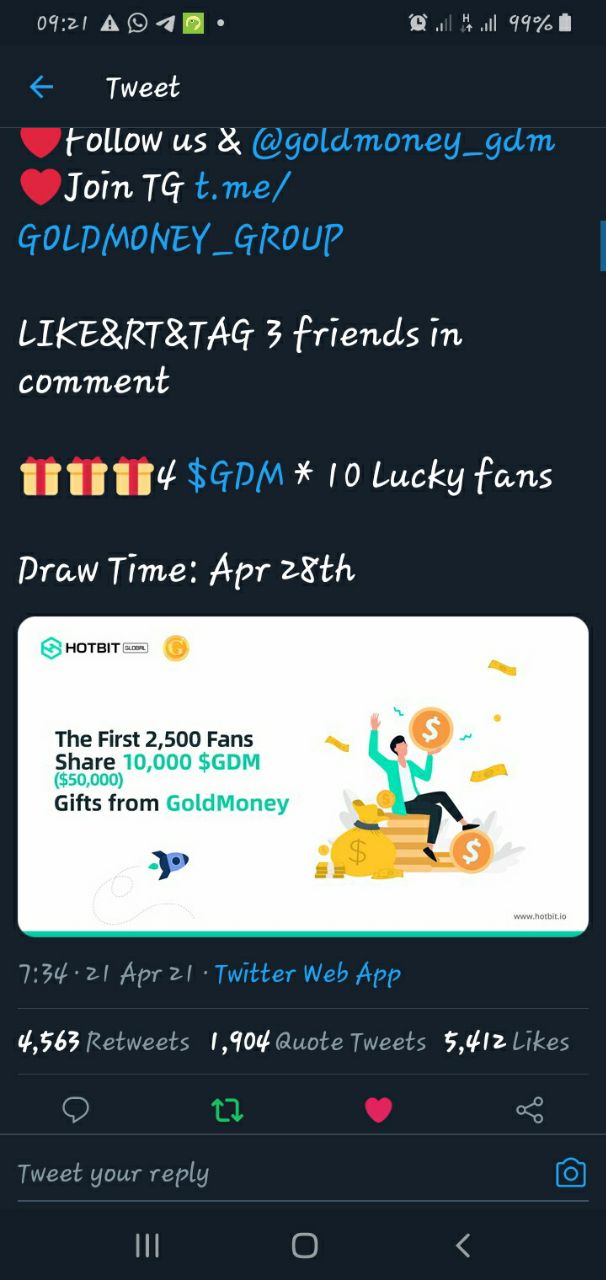 09:21
99%
Tweet
❤️Follow us & @goldmoney_gdm
❤️Join TG t.me/
GOLDMONEY_GROUP
LIKE&RT&TAG 3 friends in
comment
🎁🎁🎁4 $GDM * 10 Lucky fans
Draw Time: Apr 28th
HOTBIT GLOBAL
The First 2,500 Fans
Share 10,000 $GDM
($50,000)
Gifts from GoldMoney
www.hotbit.io
7:34 · 21 Apr 21 · Twitter Web App
4,563 Retweets 1,904 Quote Tweets 5,412 Likes
Tweet your reply